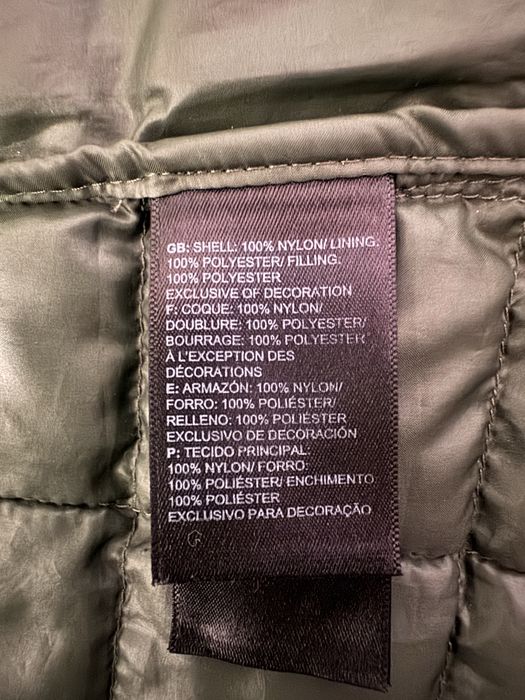 GB: SHELL: 100% NYLON/ LINING.
100% POLYESTER/ FILLING.
100% POLYESTER
EXCLUSIVE OF DECORATION
F: COQUE: 100% NYLON/
DOUBLURE: 100% POLYESTER/
BOURRAGE: 100% POLYESTER
À L'EXCEPTION DES
DÉCORATIONS
E: ARMAZÓN: 100% NYLON/
FORRO: 100% POLIÉSTER/
RELLENO: 100% POLIÉSTER
EXCLUSIVO DE DECORACIÓN
P: TECIDO PRINCIPAL:
100% NYLON/ FORRO:
100% POLIÉSTER/ ENCHIMENTO
100% POLIÉSTER
EXCLUSIVO PARA DECORAÇÃO
G